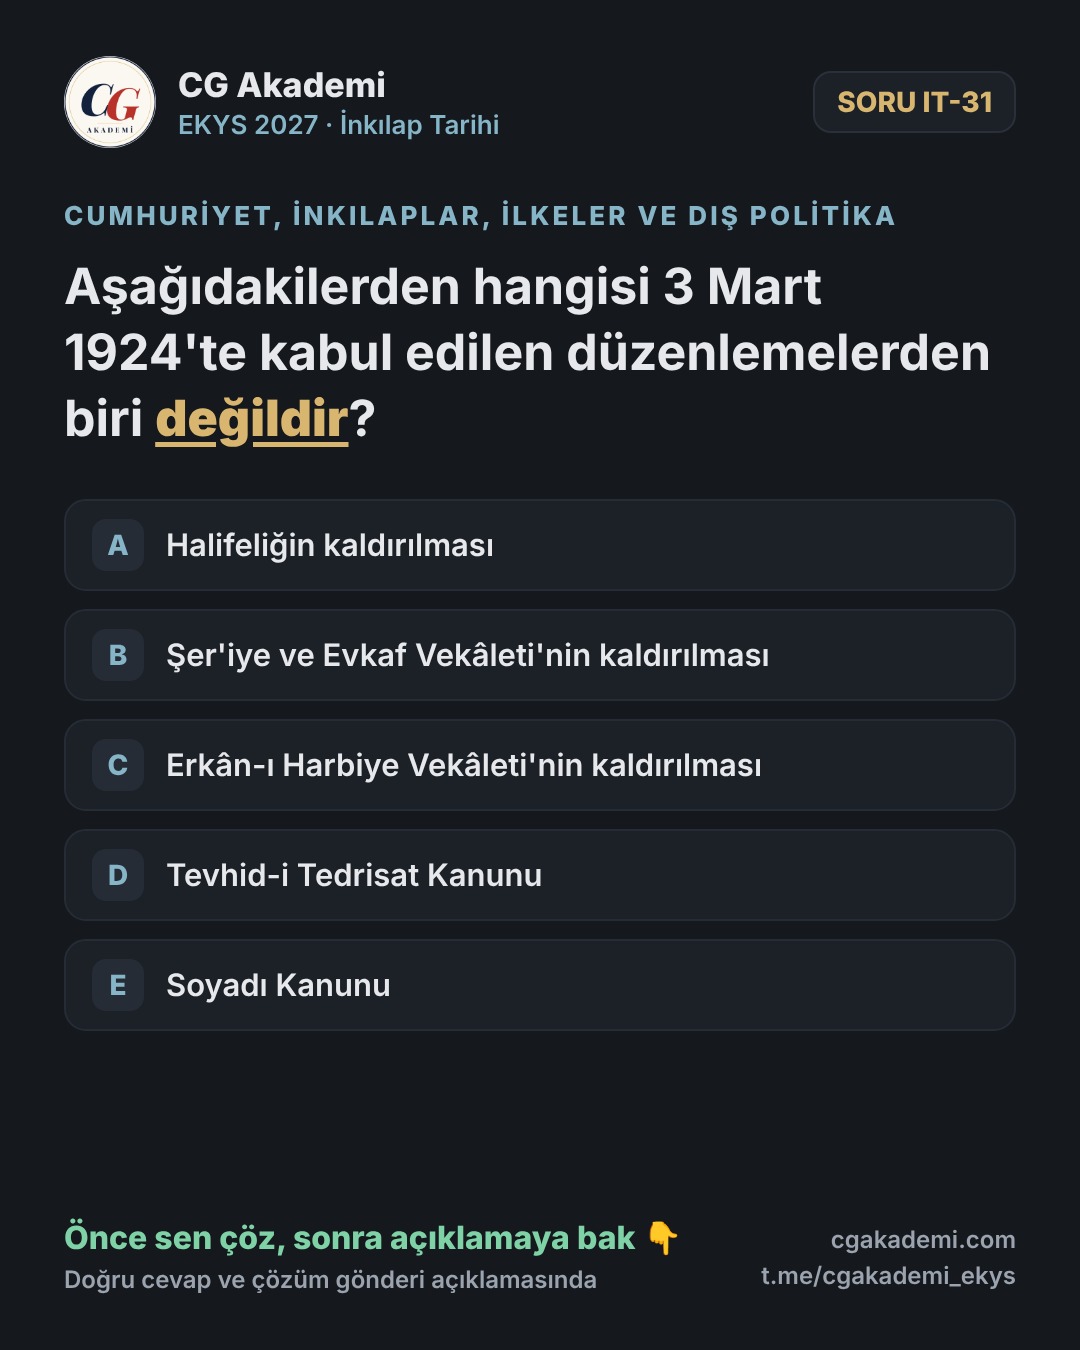 CG
AKADEMİ
CG Akademi
EKYS 2027 · İnkılap Tarihi
SORU IT-31
CUMHURİYET, İNKILAPLAR, İLKELER VE DIŞ POLİTİKA
Aşağıdakilerden hangisi 3 Mart
1924'te kabul edilen düzenlemelerden
biri değildir?
A Halifeliğin kaldırılması
B Şer'iye ve Evkaf Vekâleti'nin kaldırılması
C Erkân-ı Harbiye Vekâleti'nin kaldırılması
D Tevhid-i Tedrisat Kanunu
E Soyadı Kanunu
Önce sen çöz, sonra açıklamaya bak 👇
Doğru cevap ve çözüm gönderi açıklamasında
cgakademi.com
t.me/cgakademi_ekys